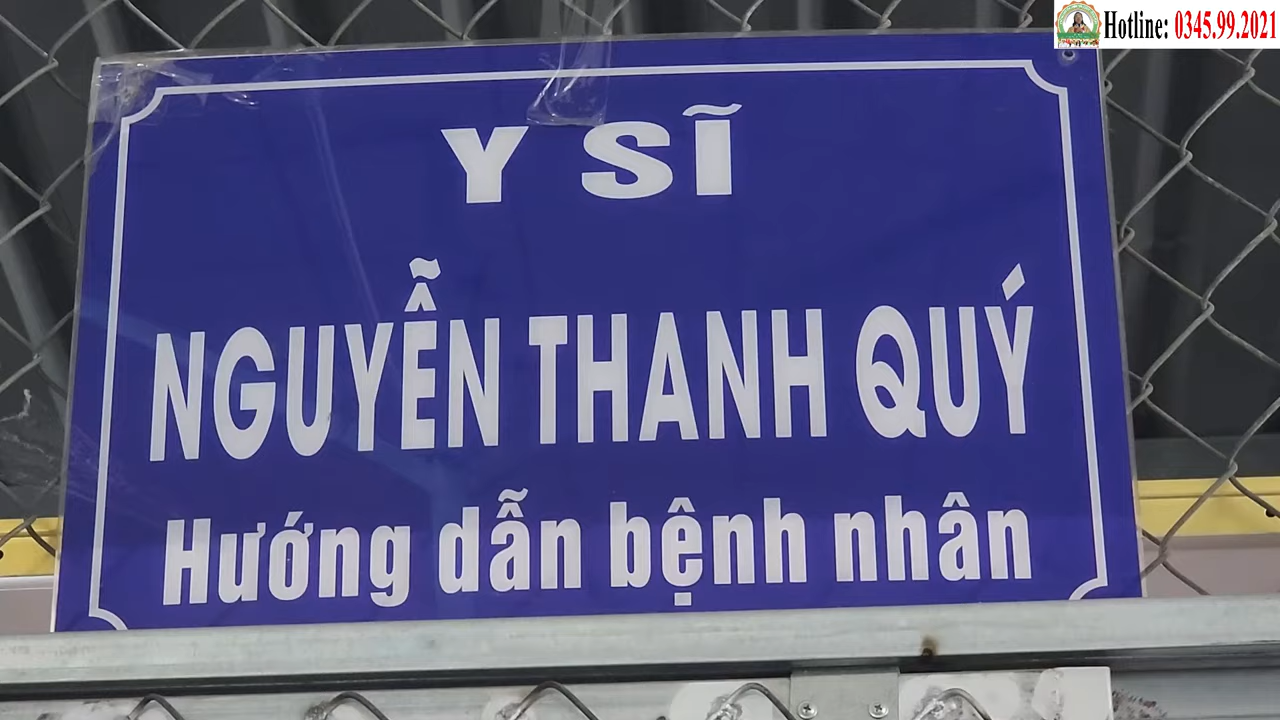 Hotline: 0345.99.2021
Y SĨ
NGUYỄN THANH QUÝ
Hướng dẫn bệnh nhân